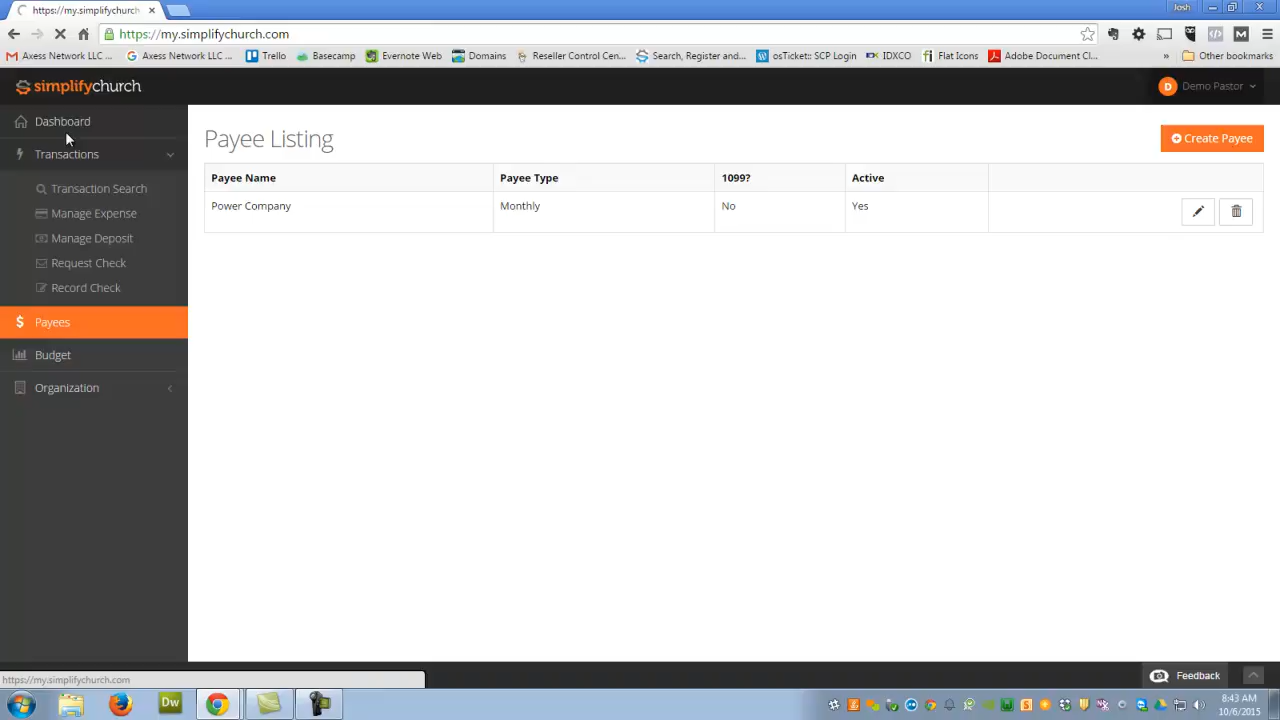 https://my.simplifychurch
Josh
https://my.simplifychurch.com
Axess Network LLC ... Axess Network LLC ... Trello Basecamp Evernote Web Domains Reseller Control Cen... Search, Register and... osTicket:: SCP Login IDXCO Flat Icons Adobe Document Cl... » Other bookmarks
simplifychurch
D Demo Pastor
Dashboard
Transactions
Transaction Search
Manage Expense
Manage Deposit
Request Check
Record Check
$ Payees
Budget
Organization
Payee Listing
Create Payee
Payee Name Payee Type 1099? Active
Power Company Monthly No Yes
Feedback
https://my.simplifychurch.com
Dw
8:43 AM
10/6/2015